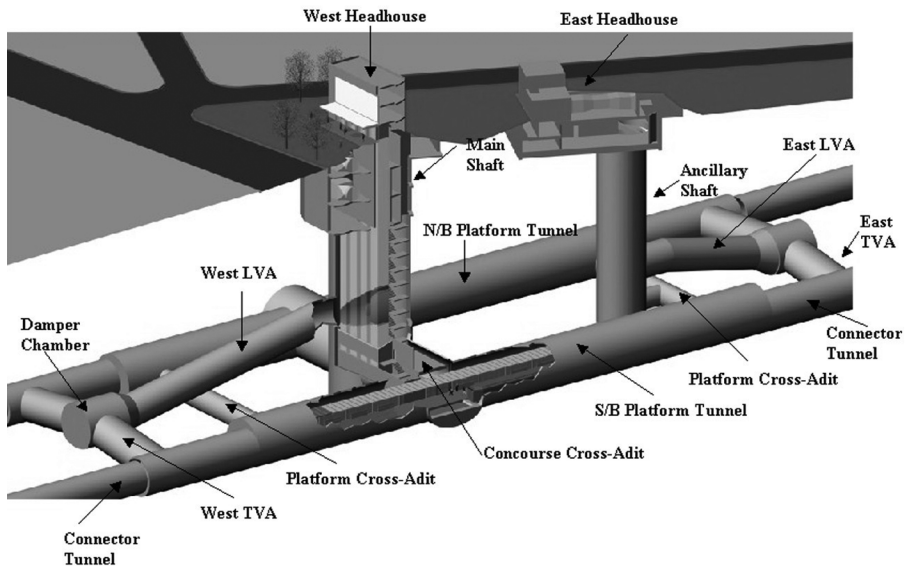 West Headhouse
East Headhouse
Main
Shaft
East LVA
Ancillary
Shaft
N/B Platform Tunnel
East
TVA
West LVA
Damper
Chamber
Connector
Tunnel
Platform Cross-Adit
S/B Platform Tunnel
Concourse Cross-Adit
Platform Cross-Adit
West TVA
Connector
Tunnel